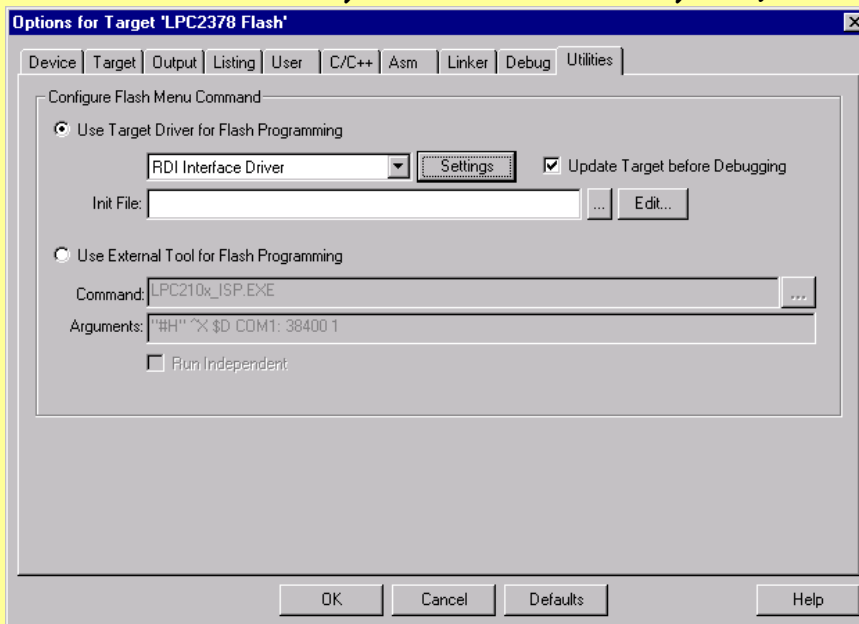 Options for Target 'LPC2378 Flash'
Device Target Output Listing User C/C++ Asm Linker Debug Utilities
Configure Flash Menu Command
Use Target Driver for Flash Programming
RDI Interface Driver Settings Update Target before Debugging
Init File: ... Edit...
Use External Tool for Flash Programming
Command: LPC210x_ISP.EXE ...
Arguments: "#H" ^X $D COM1: 38400 1
Run Independent
OK Cancel Defaults Help